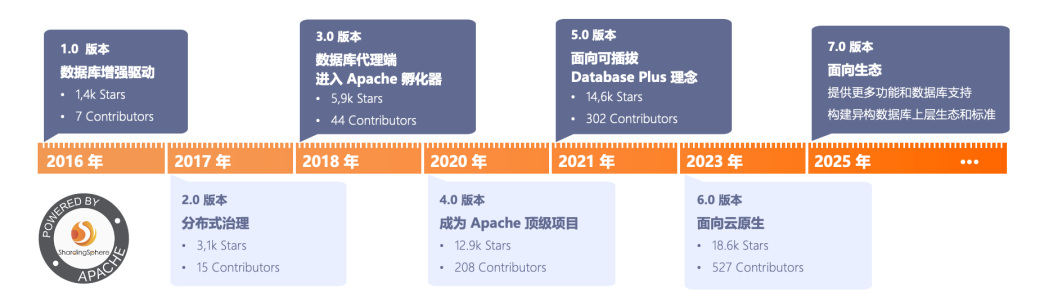 1.0 版本
数据库增强驱动
• 1,4k Stars
• 7 Contributors
3.0 版本
数据库代理端
进入 Apache 孵化器
• 5,9k Stars
• 44 Contributors
5.0 版本
面向可插拔
Database Plus 理念
• 14,6k Stars
• 302 Contributors
7.0 版本
面向生态
提供更多功能和数据库支持
构建异构数据库上层生态和标准
2016 年
2017 年
2018 年
2020 年
2021 年
2023 年
2025 年
•••
POWERED BY
ShardingSphere
APACHE
2.0 版本
分布式治理
• 3,1k Stars
• 15 Contributors
4.0 版本
成为 Apache 顶级项目
• 12.9k Stars
• 208 Contributors
6.0 版本
面向云原生
• 18.6k Stars
• 527 Contributors